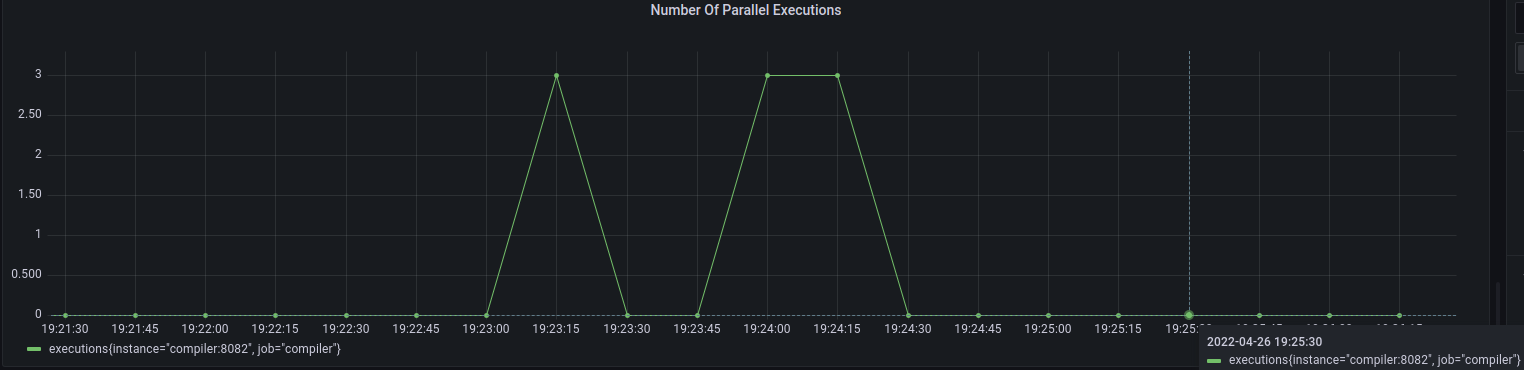 Number Of Parallel Executions
3
2.50
2
1.50
1
0.500
0
19:21:30 19:21:45 19:22:00 19:22:15 19:22:30 19:22:45 19:23:00 19:23:15 19:23:30 19:23:45 19:24:00 19:24:15 19:24:30 19:24:45 19:25:00 19:25:15
executions{instance="compiler:8082", job="compiler"}
2022-04-26 19:25:30
executions{instance="compiler:8082", job="compiler"}